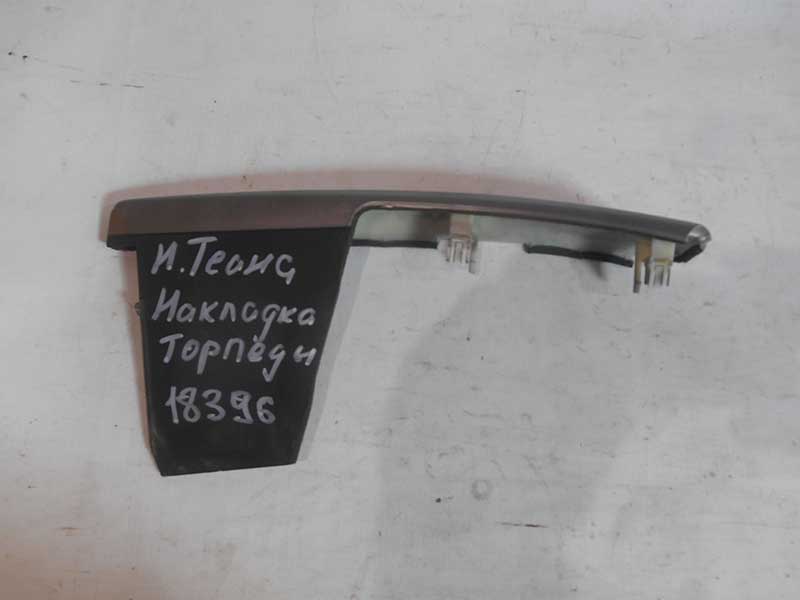 Н. Теана
Накладка
Торпеды
18396